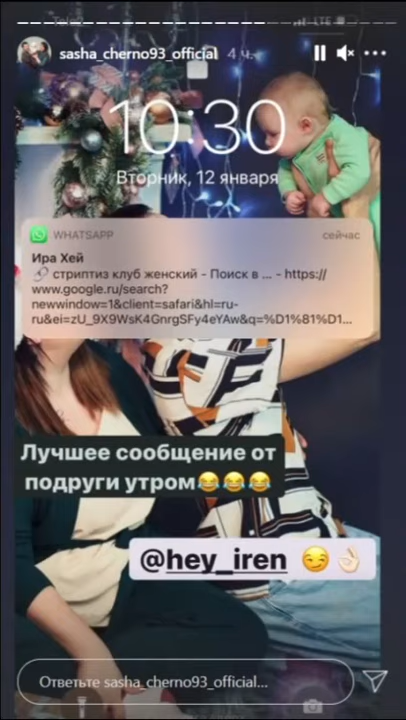 Tele2
LTE
sasha_cherno93_official 4 ч.
10:30
Вторник, 12 января
WHATSAPP сейчас
Ира Хей
🔗 стриптиз клуб женский - Поиск в ... - https://
www.google.ru/search?
newwindow=1&client=safari&hl=ru-
ru&ei=zU_9X9WsK4GnrgSFy4eYAw&q=%D1%81%D1...
Лучшее сообщение от
подруги утром😂😂😂
@hey_iren 😏👌🏻
Ответьте sasha_cherno93_official...